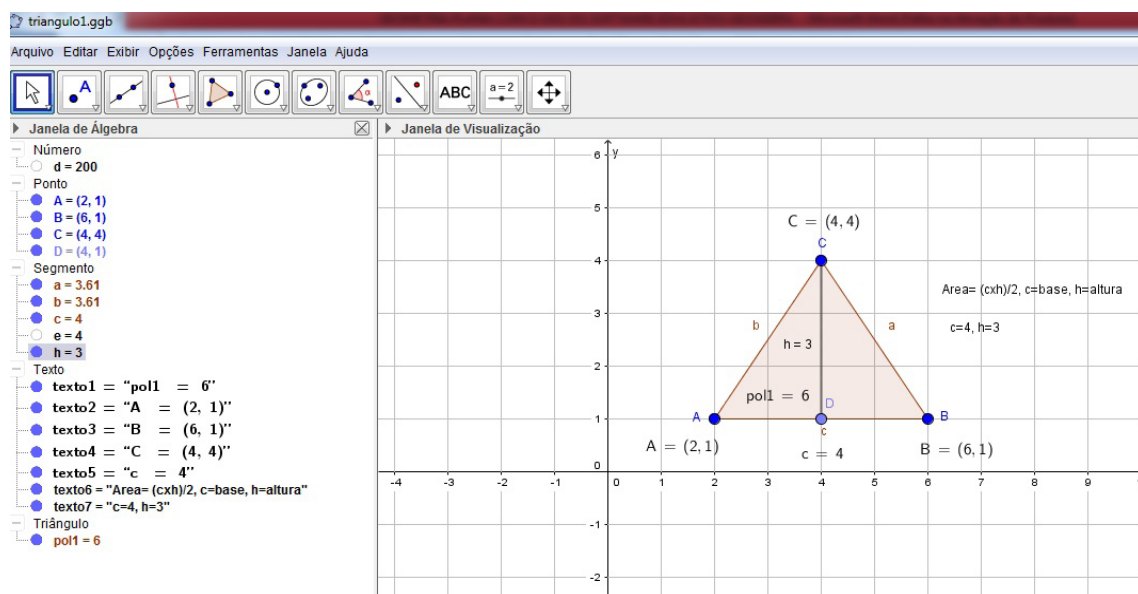 triangulo1.ggb
Arquivo Editar Exibir Opções Ferramentas Janela Ajuda
A
α
ABC
a=2
Janela de Álgebra
Número
d = 200
Ponto
A = (2, 1)
B = (6, 1)
C = (4, 4)
D = (4, 1)
Segmento
a = 3.61
b = 3.61
c = 4
e = 4
h = 3
Texto
texto1 = “pol1 = 6”
texto2 = “A = (2, 1)”
texto3 = “B = (6, 1)”
texto4 = “C = (4, 4)”
texto5 = “c = 4”
texto6 = "Area= (cxh)/2, c=base, h=altura"
texto7 = "c=4, h=3"
Triângulo
pol1 = 6
Janela de Visualização
6 y
5
C = (4, 4)
C
4
Area= (cxh)/2, c=base, h=altura
3
b
a
c=4, h=3
h = 3
2
pol1 = 6
D
1
A
B
c
A = (2, 1)
c = 4
B = (6, 1)
0
-4 -3 -2 -1 0 1 2 3 4 5 6 7 8 9
-1
-2